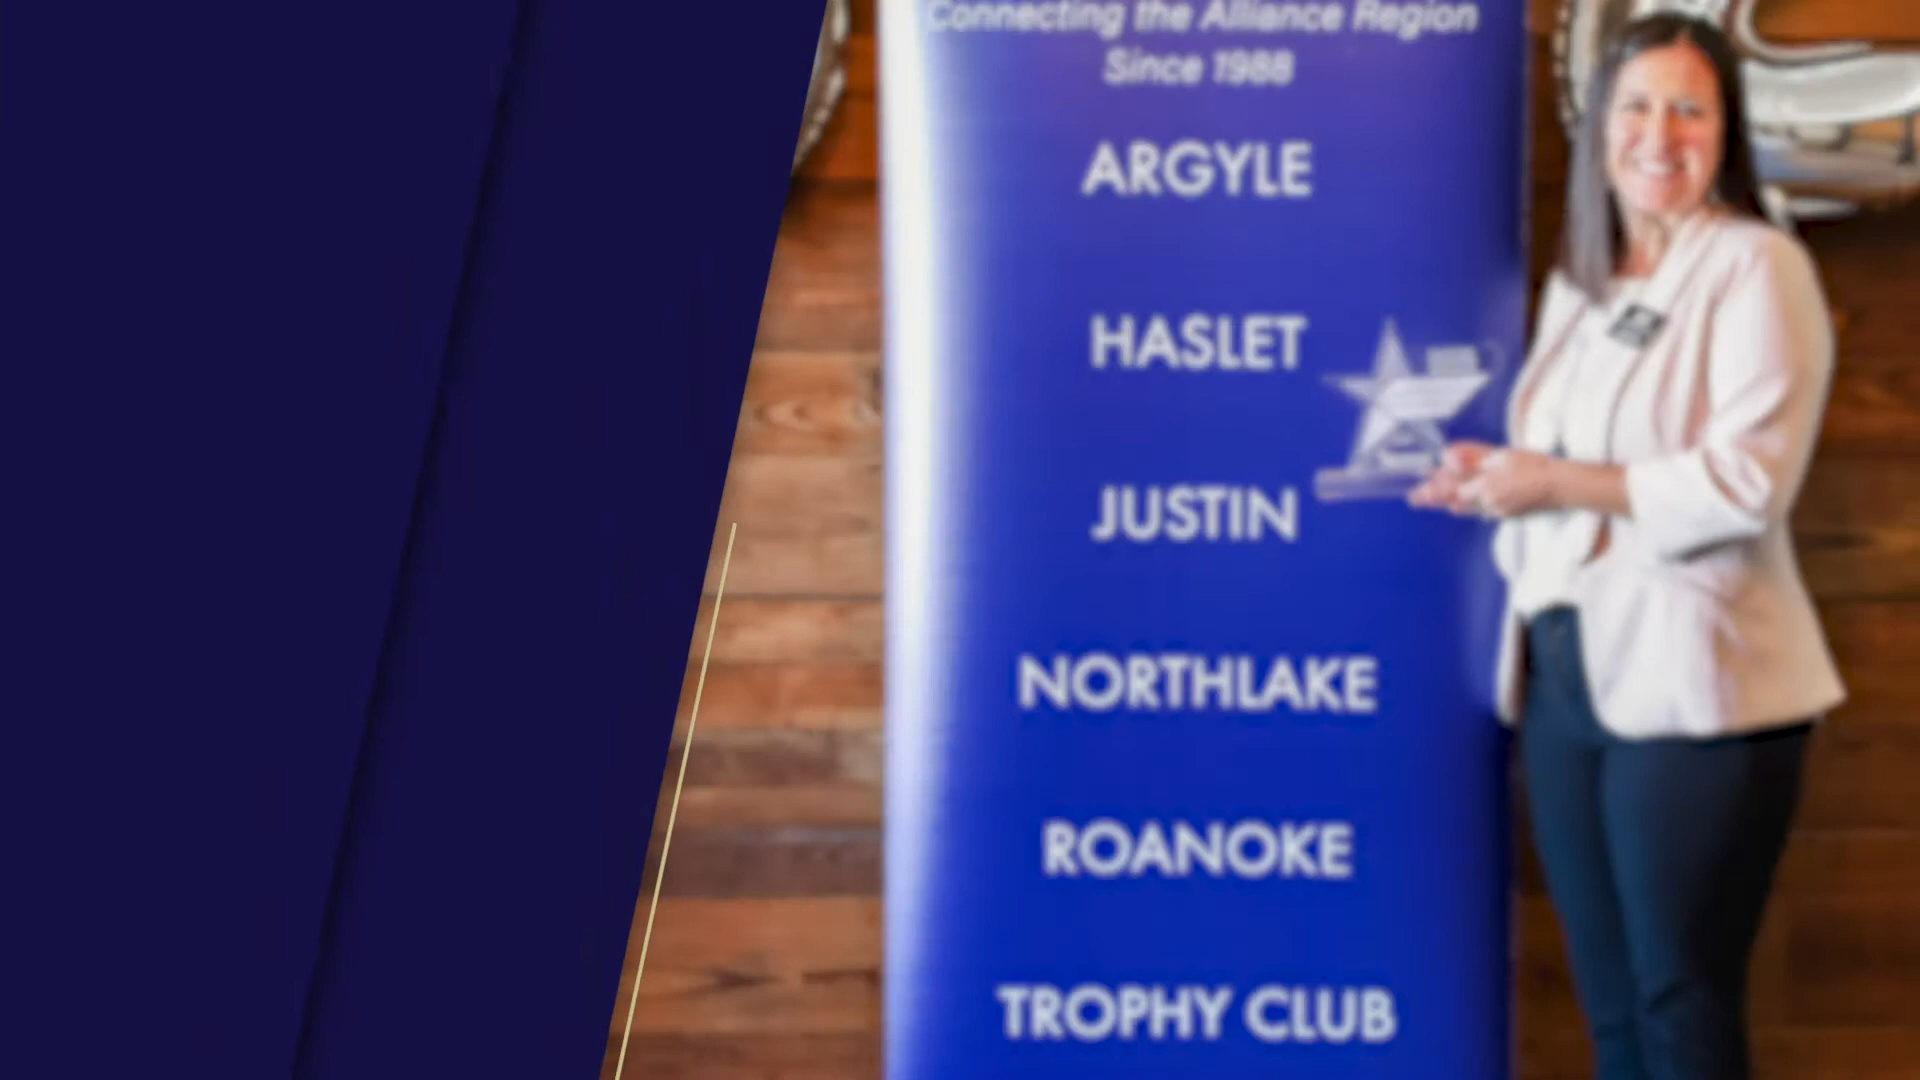 Connecting the Alliance Region
Since 1988
ARGYLE
HASLET
JUSTIN
NORTHLAKE
ROANOKE
TROPHY CLUB